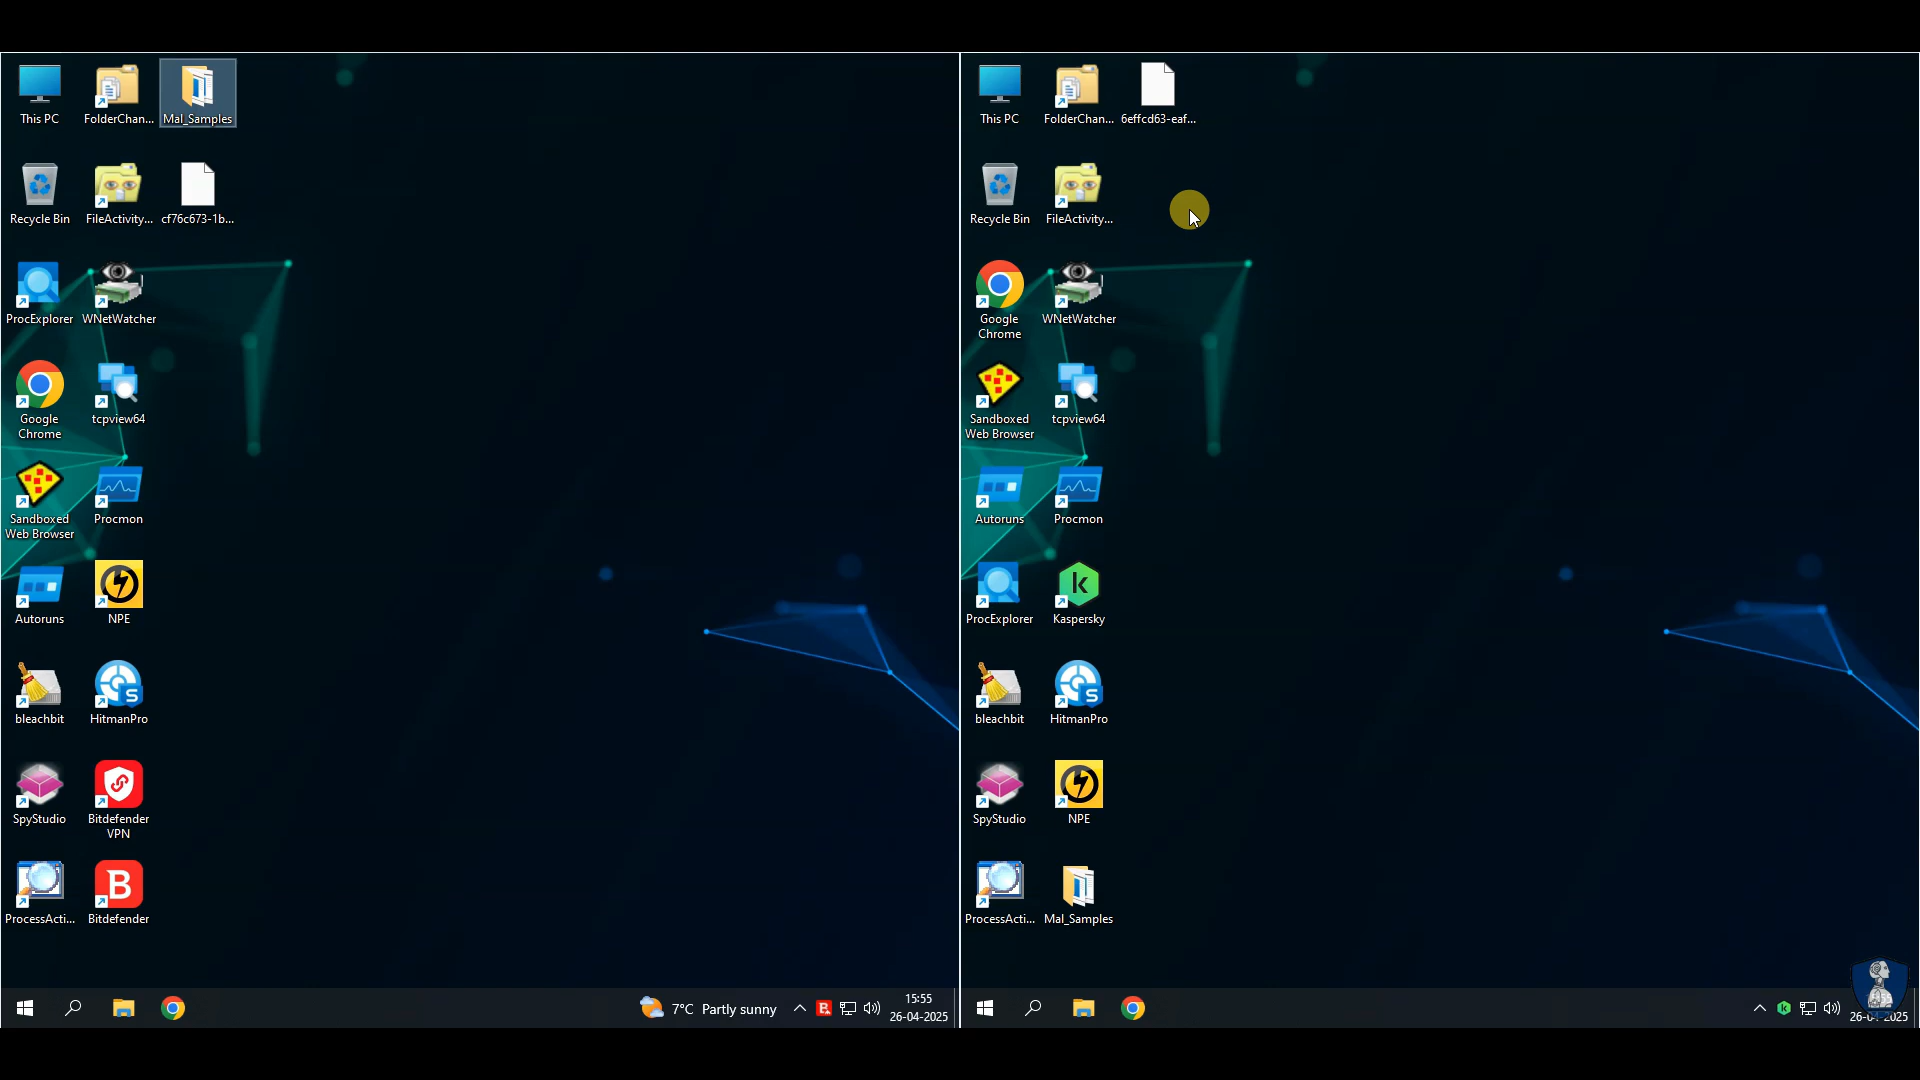 This PC
FolderChan...
Mal_Samples
Recycle Bin
FileActivity...
cf76c673-1b...
ProcExplorer
WNetWatcher
Google
Chrome
tcpview64
Sandboxed
Web Browser
Procmon
Autoruns
NPE
bleachbit
HitmanPro
SpyStudio
Bitdefender
VPN
ProcessActi...
Bitdefender
7°C Partly sunny
15:55
26-04-2025
This PC
FolderChan...
6effcd63-eaf...
Recycle Bin
FileActivity...
Google
Chrome
WNetWatcher
Sandboxed
Web Browser
tcpview64
Autoruns
Procmon
ProcExplorer
Kaspersky
bleachbit
HitmanPro
SpyStudio
NPE
ProcessActi...
Mal_Samples
26-04-2025